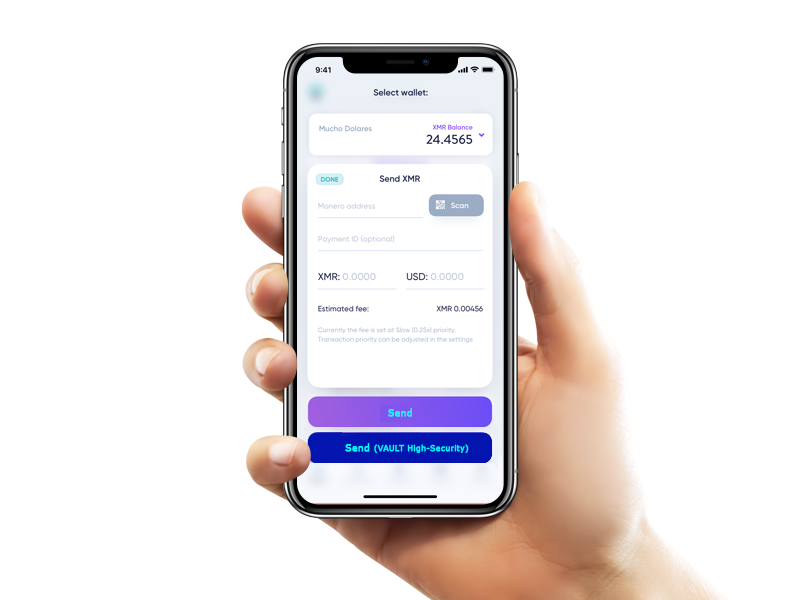 9:41
Select wallet:
Mucho Dolares
XMR Balance
24.4565
DONE
Send XMR
Monero address
Scan
Payment ID (optional)
XMR: 0.0000
USD: 0.0000
Estimated fee:
XMR 0.00456
Currently the fee is set at Slow (0.25x) priority.
Transaction priority can be adjusted in the settings
Send
Send (VAULT High-Security)